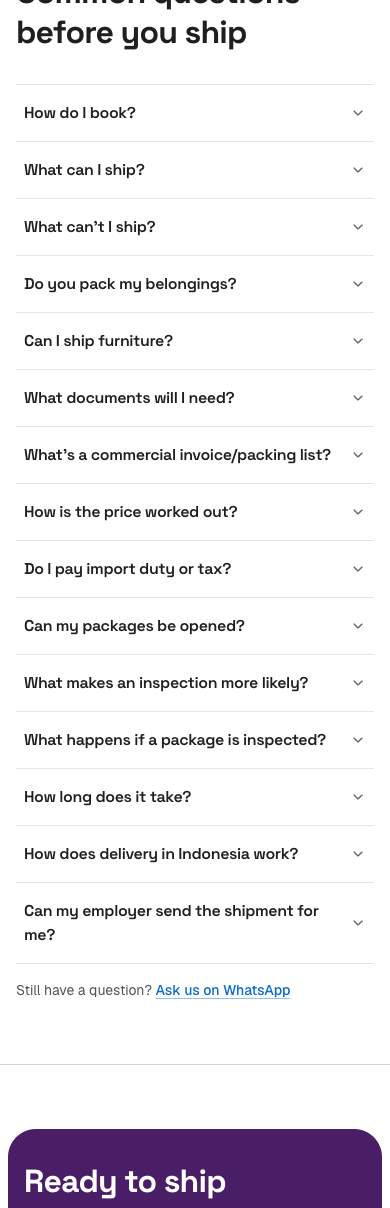 Common questions
before you ship
How do I book?
What can I ship?
What can't I ship?
Do you pack my belongings?
Can I ship furniture?
What documents will I need?
What's a commercial invoice/packing list?
How is the price worked out?
Do I pay import duty or tax?
Can my packages be opened?
What makes an inspection more likely?
What happens if a package is inspected?
How long does it take?
How does delivery in Indonesia work?
Can my employer send the shipment for
me?
Still have a question? Ask us on WhatsApp
Ready to ship